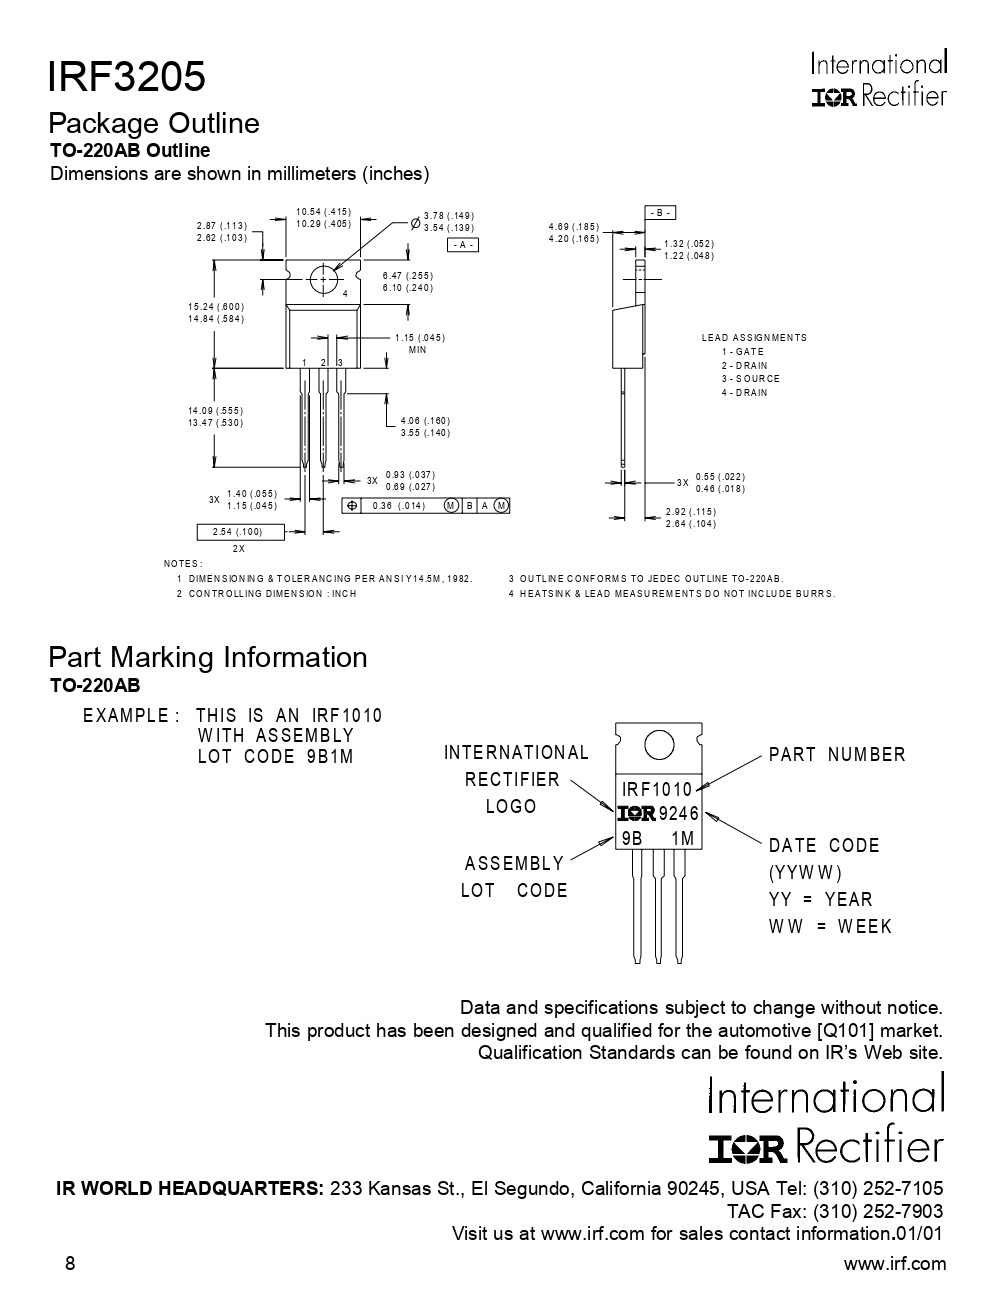 IRF3205
International
IOR Rectifier
Package Outline
TO-220AB Outline
Dimensions are shown in millimeters (inches)
10.54 (.415)
10.29 (.405)
2.87 (.113)
2.62 (.103)
3.78 (.149)
3.54 (.139)
- A -
6.47 (.255)
6.10 (.240)
4
15.24 (.600)
14.84 (.584)
1.15 (.045)
MIN
1 2 3
14.09 (.555)
13.47 (.530)
4.06 (.160)
3.55 (.140)
3X 0.93 (.037)
0.69 (.027)
3X 1.40 (.055)
1.15 (.045)
⌖ 0.36 (.014) Ⓜ B A Ⓜ
2.54 (.100)
2X
- B -
4.69 (.185)
4.20 (.165)
1.32 (.052)
1.22 (.048)
LEAD ASSIGNMENTS
1 - GATE
2 - DRAIN
3 - SOURCE
4 - DRAIN
3X 0.55 (.022)
0.46 (.018)
2.92 (.115)
2.64 (.104)
NOTES:
1 DIMENSIONING & TOLERANCING PER ANSI Y14.5M, 1982.
2 CONTROLLING DIMENSION : INCH
3 OUTLINE CONFORMS TO JEDEC OUTLINE TO-220AB.
4 HEATSINK & LEAD MEASUREMENTS DO NOT INCLUDE BURRS.
Part Marking Information
TO-220AB
EXAMPLE : THIS IS AN IRF1010
WITH ASSEMBLY
LOT CODE 9B1M
INTERNATIONAL
RECTIFIER
LOGO
ASSEMBLY
LOT CODE
IRF1010
IOR 9246
9B 1M
PART NUMBER
DATE CODE
(YYWW)
YY = YEAR
WW = WEEK
Data and specifications subject to change without notice.
This product has been designed and qualified for the automotive [Q101] market.
Qualification Standards can be found on IR’s Web site.
International
IOR Rectifier
IR WORLD HEADQUARTERS: 233 Kansas St., El Segundo, California 90245, USA Tel: (310) 252-7105
TAC Fax: (310) 252-7903
Visit us at www.irf.com for sales contact information.01/01
8
www.irf.com